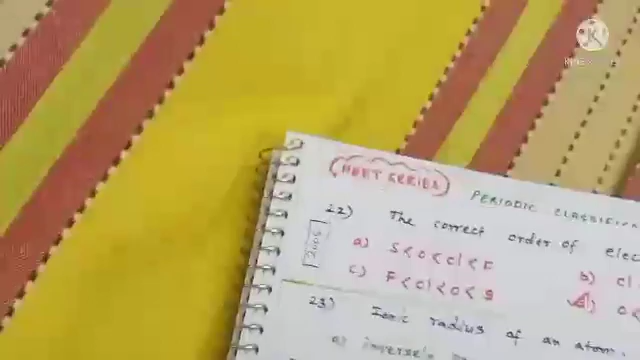 NEET SERIES
PERIODIC CLASSIFICA
22) The correct order of elec
2005
a) S<O<Cl<F
b) Cl
c) F<Cl<O<S
d) O<
23) Ionic radius of an atom
a) inversely